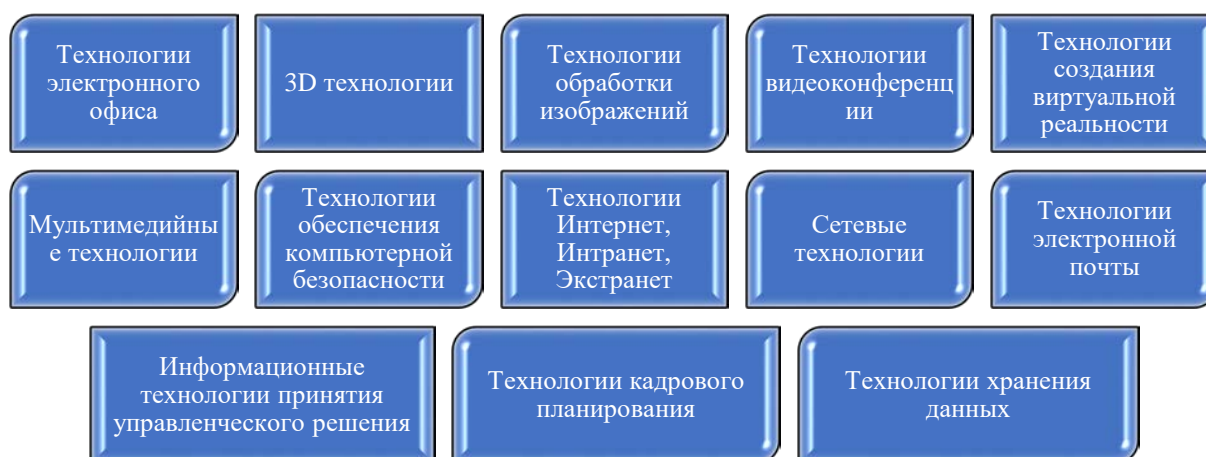 Технологии
электронного
офиса
3D технологии
Технологии
обработки
изображений
Технологии
видеоконференц
ии
Технологии
создания
виртуальной
реальности
Мультимедийны
е технологии
Технологии
обеспечения
компьютерной
безопасности
Технологии
Интернет,
Интранет,
Экстранет
Сетевые
технологии
Технологии
электронной
почты
Информационные
технологии принятия
управленческого решения
Технологии кадрового
планирования
Технологии хранения
данных